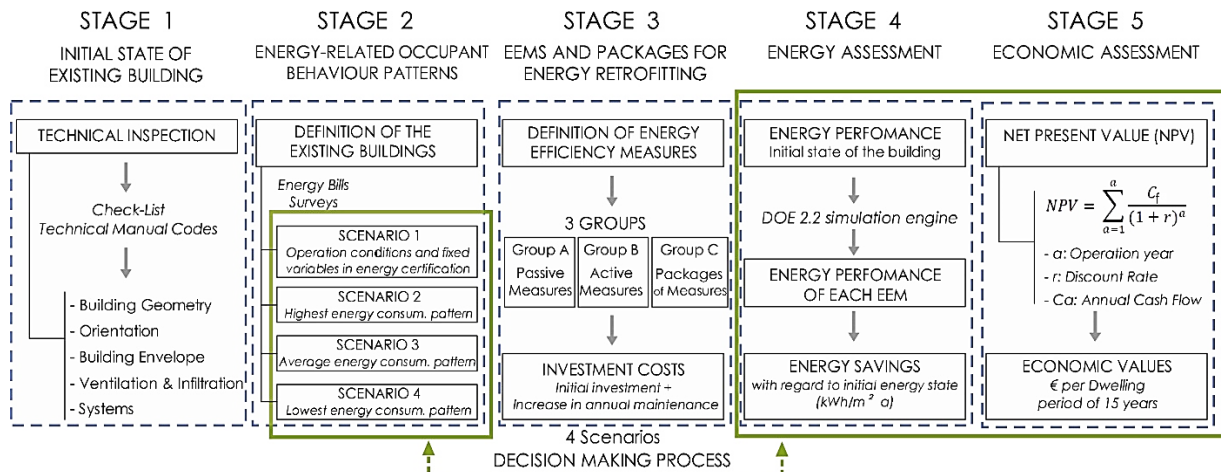 STAGE 1
INITIAL STATE OF
EXISTING BUILDING
TECHNICAL INSPECTION
Check-List
Technical Manual Codes
- Building Geometry
- Orientation
- Building Envelope
- Ventilation & Infiltration
- Systems
STAGE 2
ENERGY-RELATED OCCUPANT
BEHAVIOUR PATTERNS
DEFINITION OF THE
EXISTING BUILDINGS
Energy Bills
Surveys
SCENARIO 1
Operation conditions and fixed
variables in energy certification
SCENARIO 2
Highest energy consum. pattern
SCENARIO 3
Average energy consum. pattern
SCENARIO 4
Lowest energy consum. pattern
STAGE 3
EEMS AND PACKAGES FOR
ENERGY RETROFITTING
DEFINITION OF ENERGY
EFFICIENCY MEASURES
3 GROUPS
Group A
Passive
Measures
Group B
Active
Measures
Group C
Packages
of Measures
INVESTMENT COSTS
Initial investment +
Increase in annual maintenance
4 Scenarios
DECISION MAKING PROCESS
STAGE 4
ENERGY ASSESSMENT
ENERGY PERFOMANCE
Initial state of the building
DOE 2.2 simulation engine
ENERGY PERFOMANCE
OF EACH EEM
ENERGY SAVINGS
with regard to initial energy state
(kWh/m² a)
STAGE 5
ECONOMIC ASSESSMENT
NET PRESENT VALUE (NPV)
NPV = \sum_{a=1}^{a} \frac{C_f}{(1 + r)^a}
- a: Operation year
- r: Discount Rate
- Ca: Annual Cash Flow
ECONOMIC VALUES
€ per Dwelling
period of 15 years